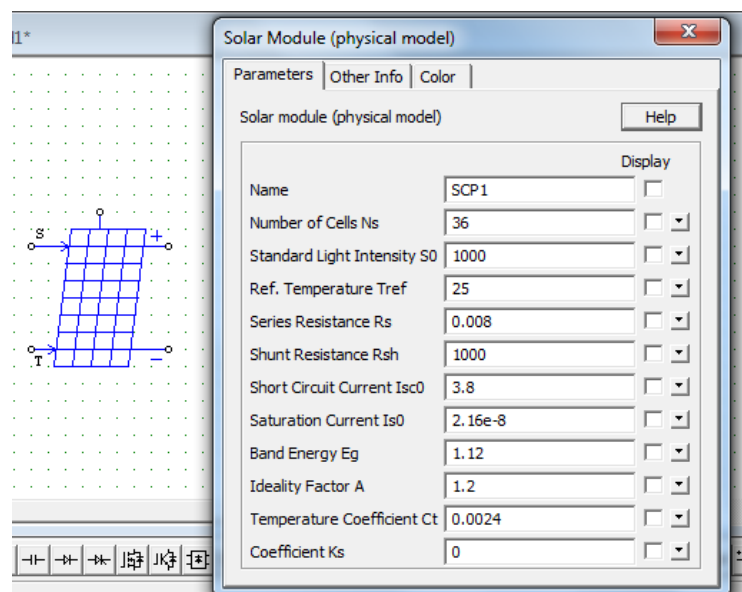 Solar Module (physical model)
Parameters Other Info Color
Solar module (physical model) Help
Display
Name SCP1
Number of Cells Ns 36
Standard Light Intensity S0 1000
Ref. Temperature Tref 25
Series Resistance Rs 0.008
Shunt Resistance Rsh 1000
Short Circuit Current Isc0 3.8
Saturation Current Is0 2.16e-8
Band Energy Eg 1.12
Ideality Factor A 1.2
Temperature Coefficient Ct 0.0024
Coefficient Ks 0
S +
T −